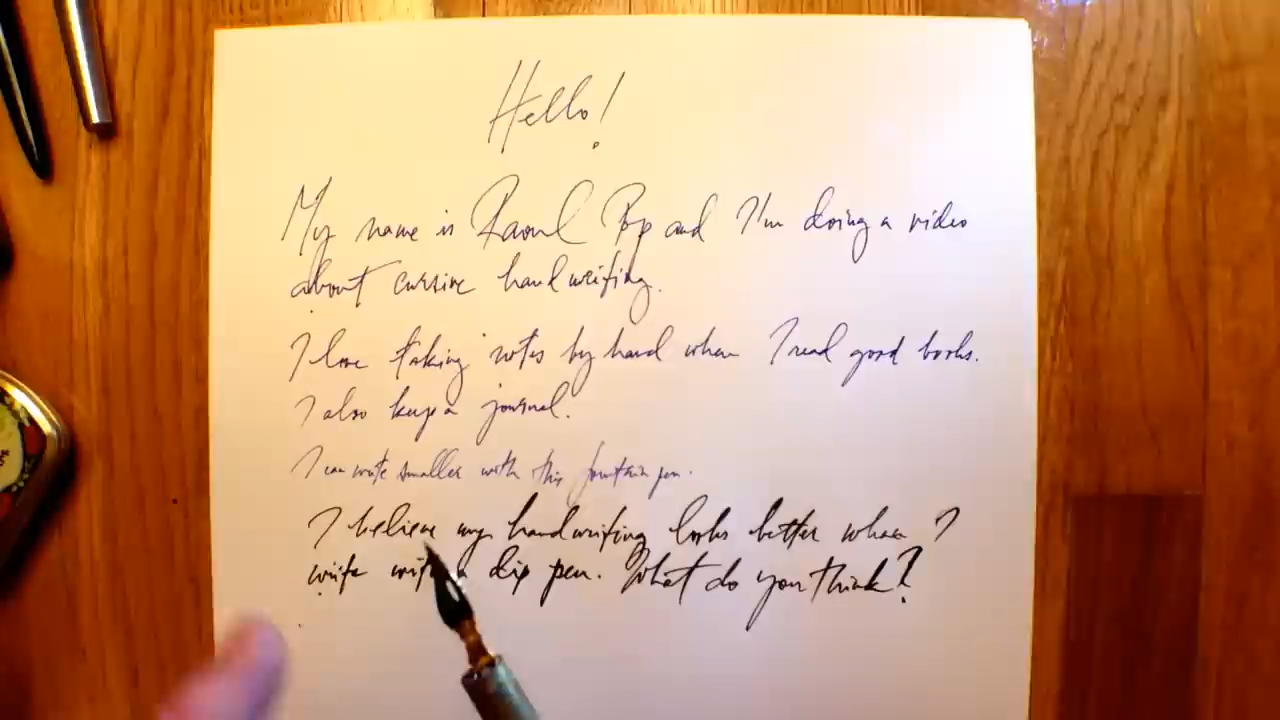 Hello!
My name is Raoul Pop and I'm doing a video
about cursive handwriting.
I love taking notes by hand when I read good books.
I also keep a journal.
I can write smaller with this fountain pen.
I believe my handwriting looks better when I
write with a dip pen. What do you think?